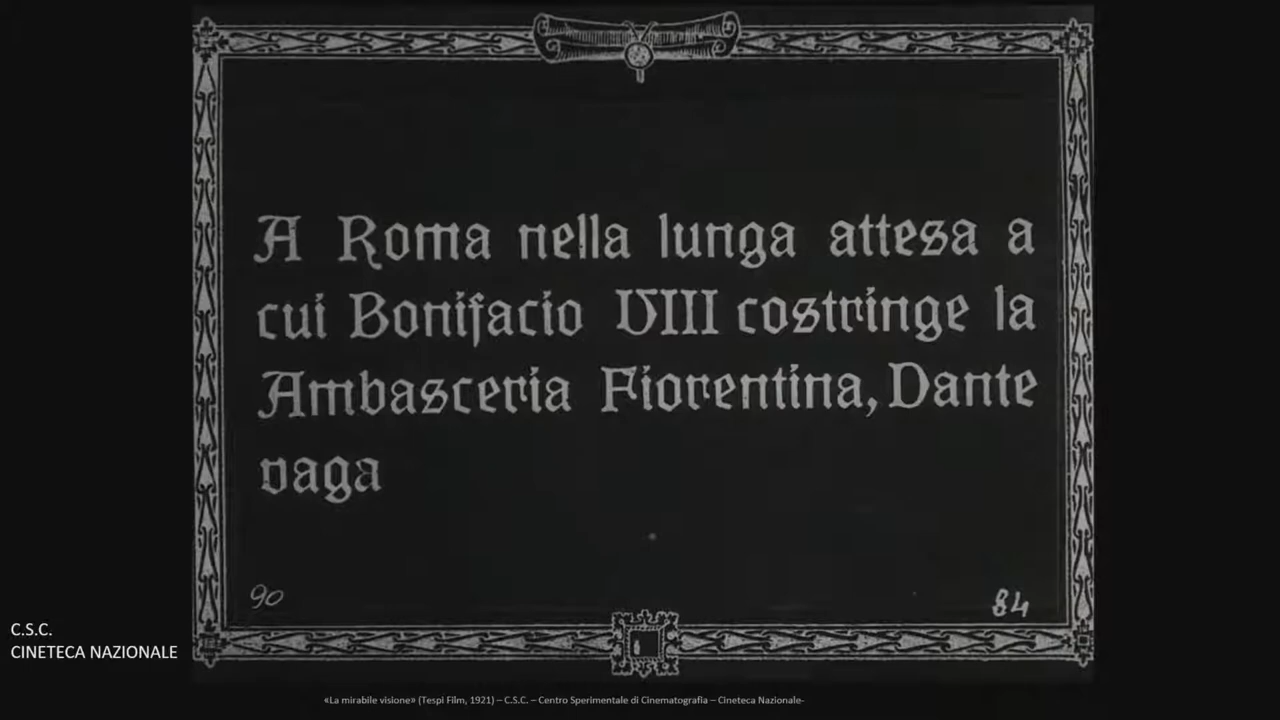 A Roma nella lunga attesa a
cui Bonifacio VIII costringe la
Ambasceria Fiorentina, Dante
vaga
90
84
C.S.C.
CINETECA NAZIONALE
«La mirabile visione» (Tespi Film, 1921) – C.S.C. – Centro Sperimentale di Cinematografia – Cineteca Nazionale-